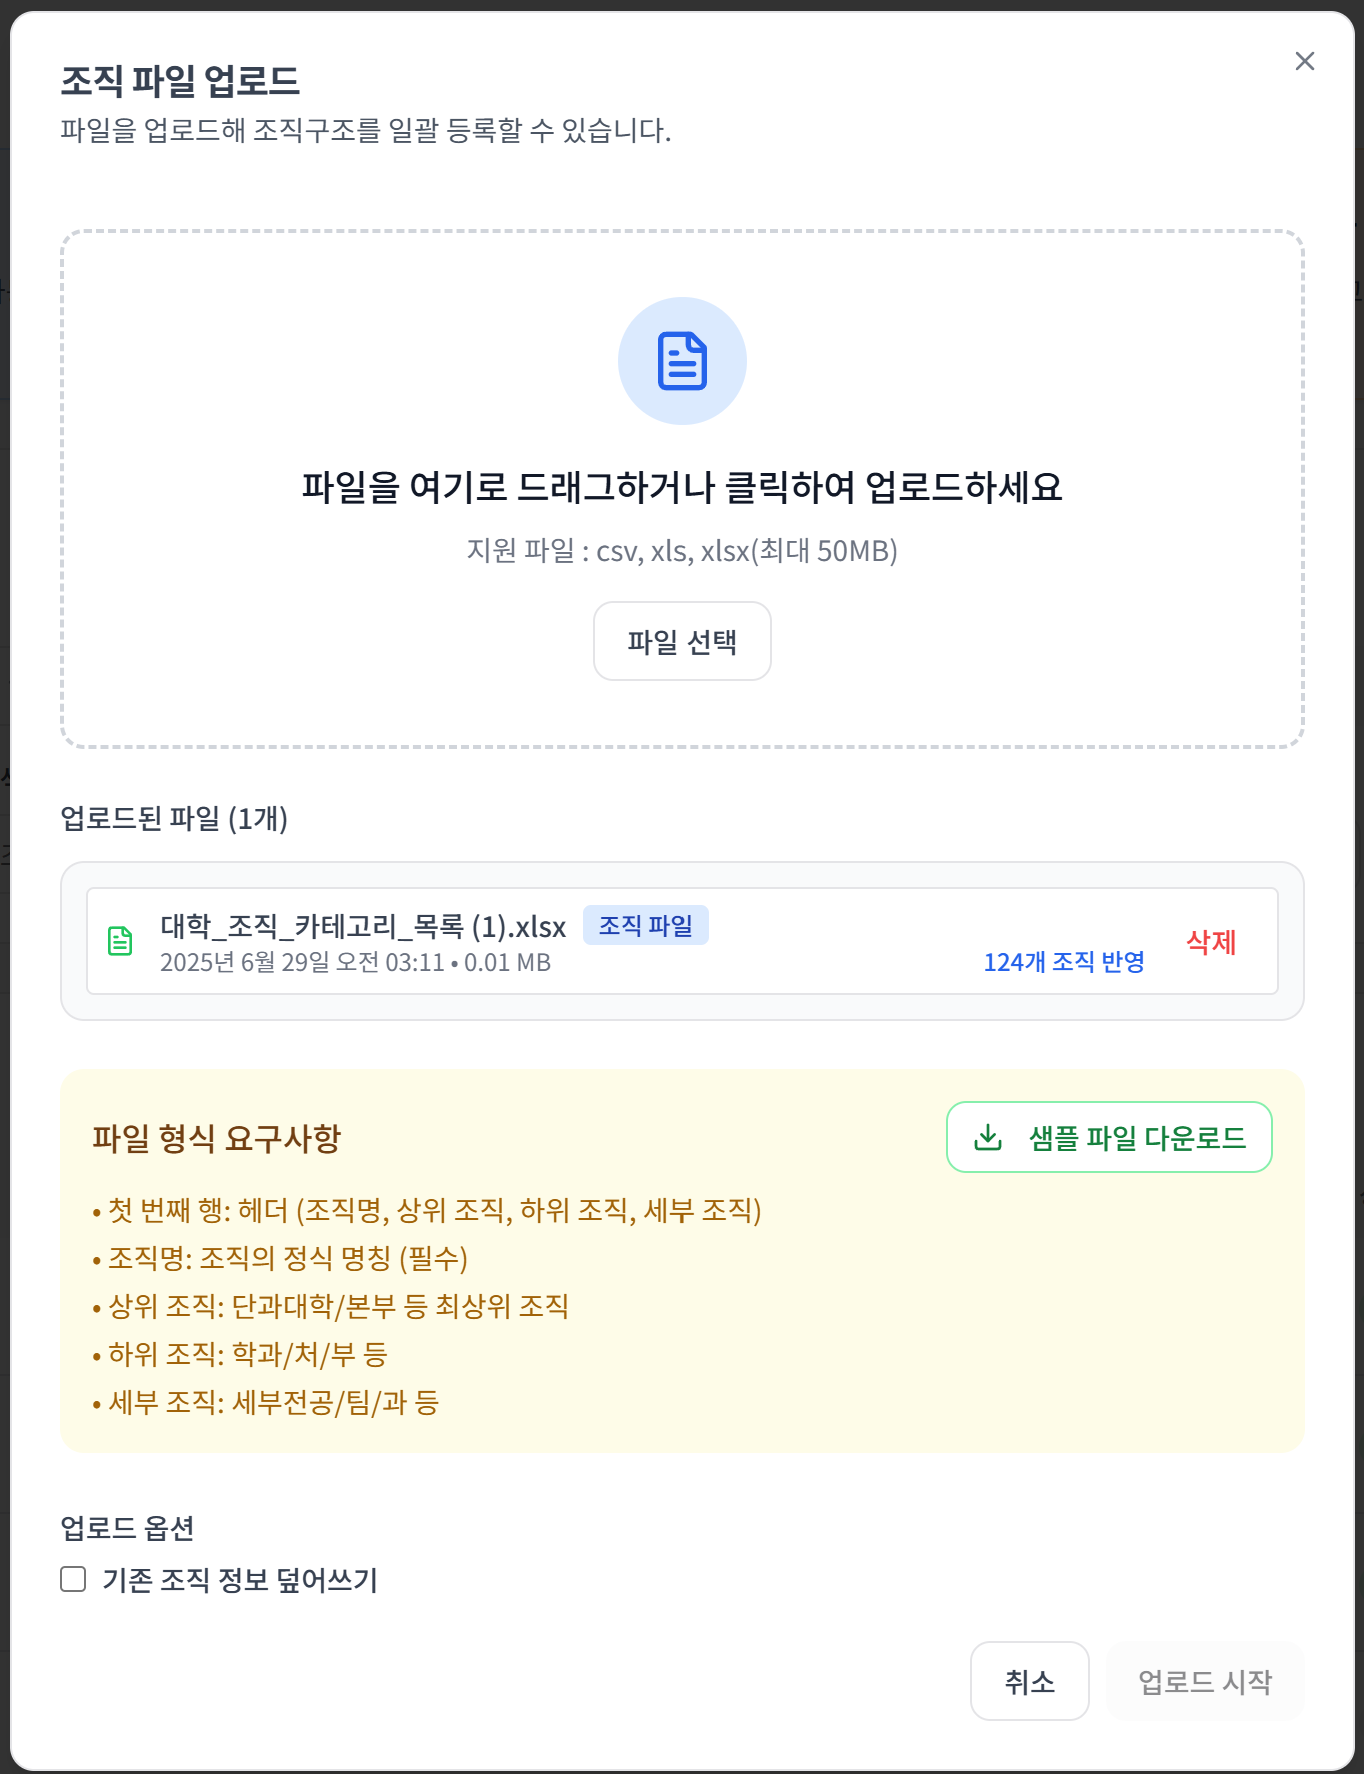 조직 파일 업로드
파일을 업로드해 조직구조를 일괄 등록할 수 있습니다.
파일을 여기로 드래그하거나 클릭하여 업로드하세요
지원 파일 : csv, xls, xlsx(최대 50MB)
파일 선택
업로드된 파일 (1개)
대학_조직_카테고리_목록 (1).xlsx 조직 파일
2025년 6월 29일 오전 03:11 • 0.01 MB
124개 조직 반영
삭제
파일 형식 요구사항
샘플 파일 다운로드
• 첫 번째 행: 헤더 (조직명, 상위 조직, 하위 조직, 세부 조직)
• 조직명: 조직의 정식 명칭 (필수)
• 상위 조직: 단과대학/본부 등 최상위 조직
• 하위 조직: 학과/처/부 등
• 세부 조직: 세부전공/팀/과 등
업로드 옵션
기존 조직 정보 덮어쓰기
취소
업로드 시작